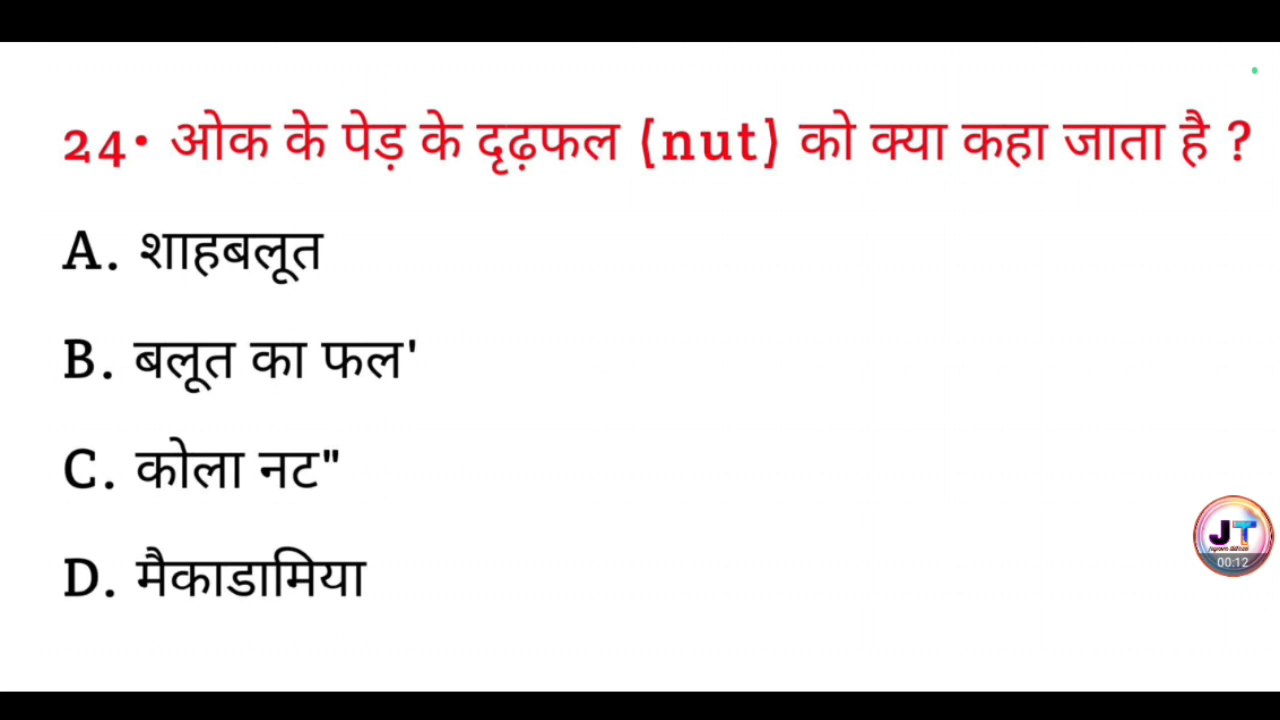 24• ओक के पेड़ के दृढ़फल (nut) को क्या कहा जाता है ?
A. शाहबलूत
B. बलूत का फल'
C. कोला नट"
D. मैकाडामिया
JT
00:12